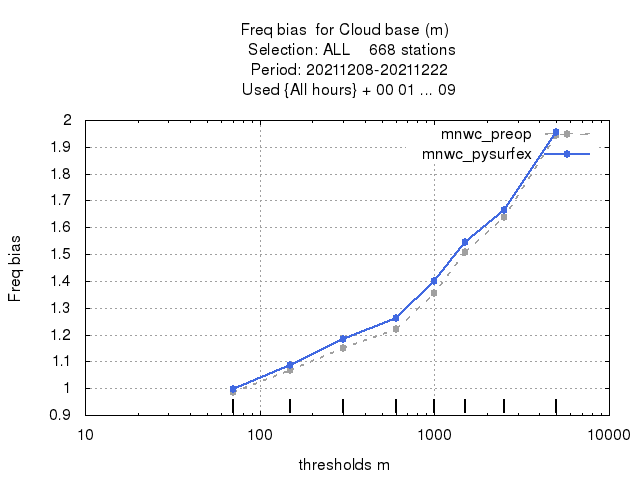 Freq bias  for Cloud base (m)
Selection: ALL    668 stations
Period: 20211208-20211222
Used {All hours} + 00 01 ... 09
2
1.9
1.8
1.7
1.6
1.5
1.4
1.3
1.2
1.1
1
0.9
Freq bias
mnwc_preop
mnwc_pysurfex
10
100
1000
10000
thresholds m